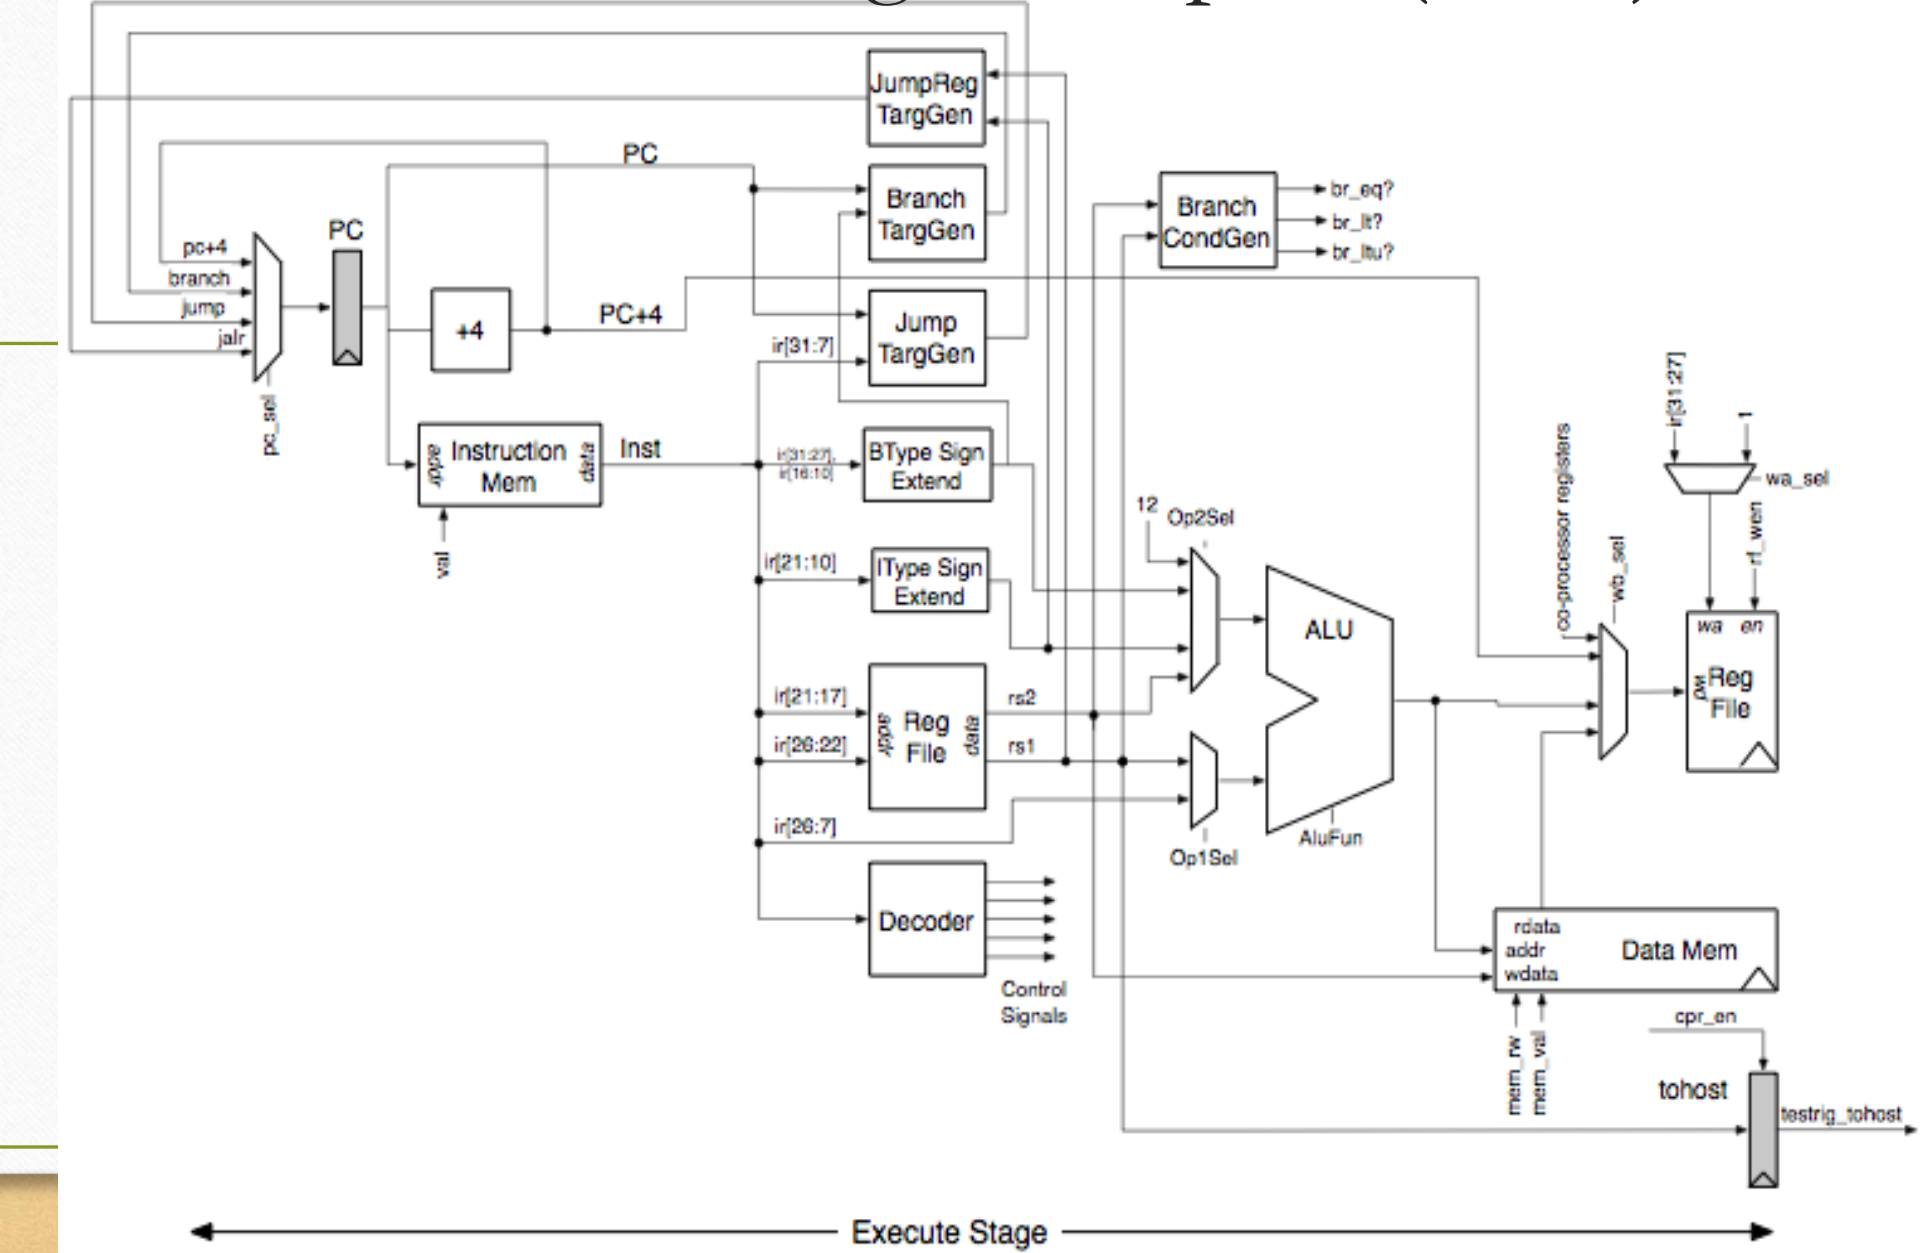 JumpReg
TargGen
PC
Branch
TargGen
Branch
CondGen
br_eq?
br_lt?
br_ltu?
PC
pc+4
branch
jump
jalr
pc_sel
+4
PC+4
Jump
TargGen
ir[31:7]
Instruction
Mem
addr
data
val
Inst
ir[31:27],
ir[16:10]
BType Sign
Extend
ir[21:10]
IType Sign
Extend
ir[21:17]
ir[26:22]
addr
Reg
File
data
rs2
rs1
ir[26:7]
Decoder
Control
Signals
12
Op2Sel
Op1Sel
ALU
AluFun
co-processor registers
wb_sel
ir[31:27]
1
wa_sel
rf_wen
wa en
wd
Reg
File
rdata
addr
wdata
Data Mem
mem_rw
mem_val
cpr_en
tohost
testrig_tohost
Execute Stage